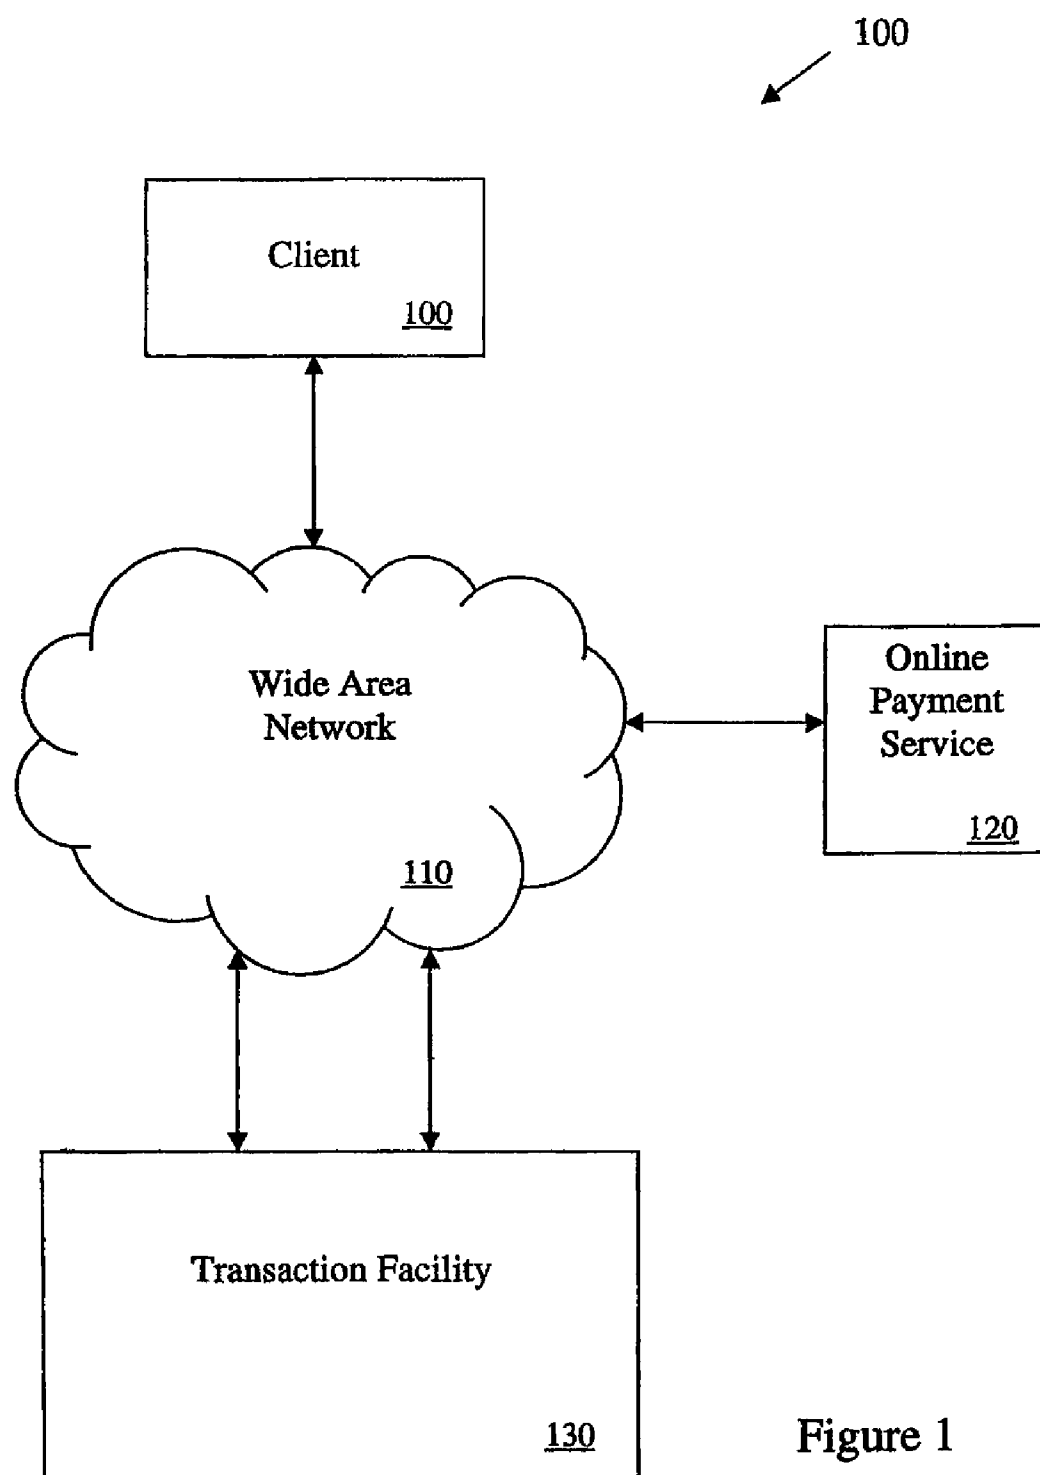 100
Client
100
Wide Area
Network
110
Online
Payment
Service
120
Transaction Facility
130
Figure 1